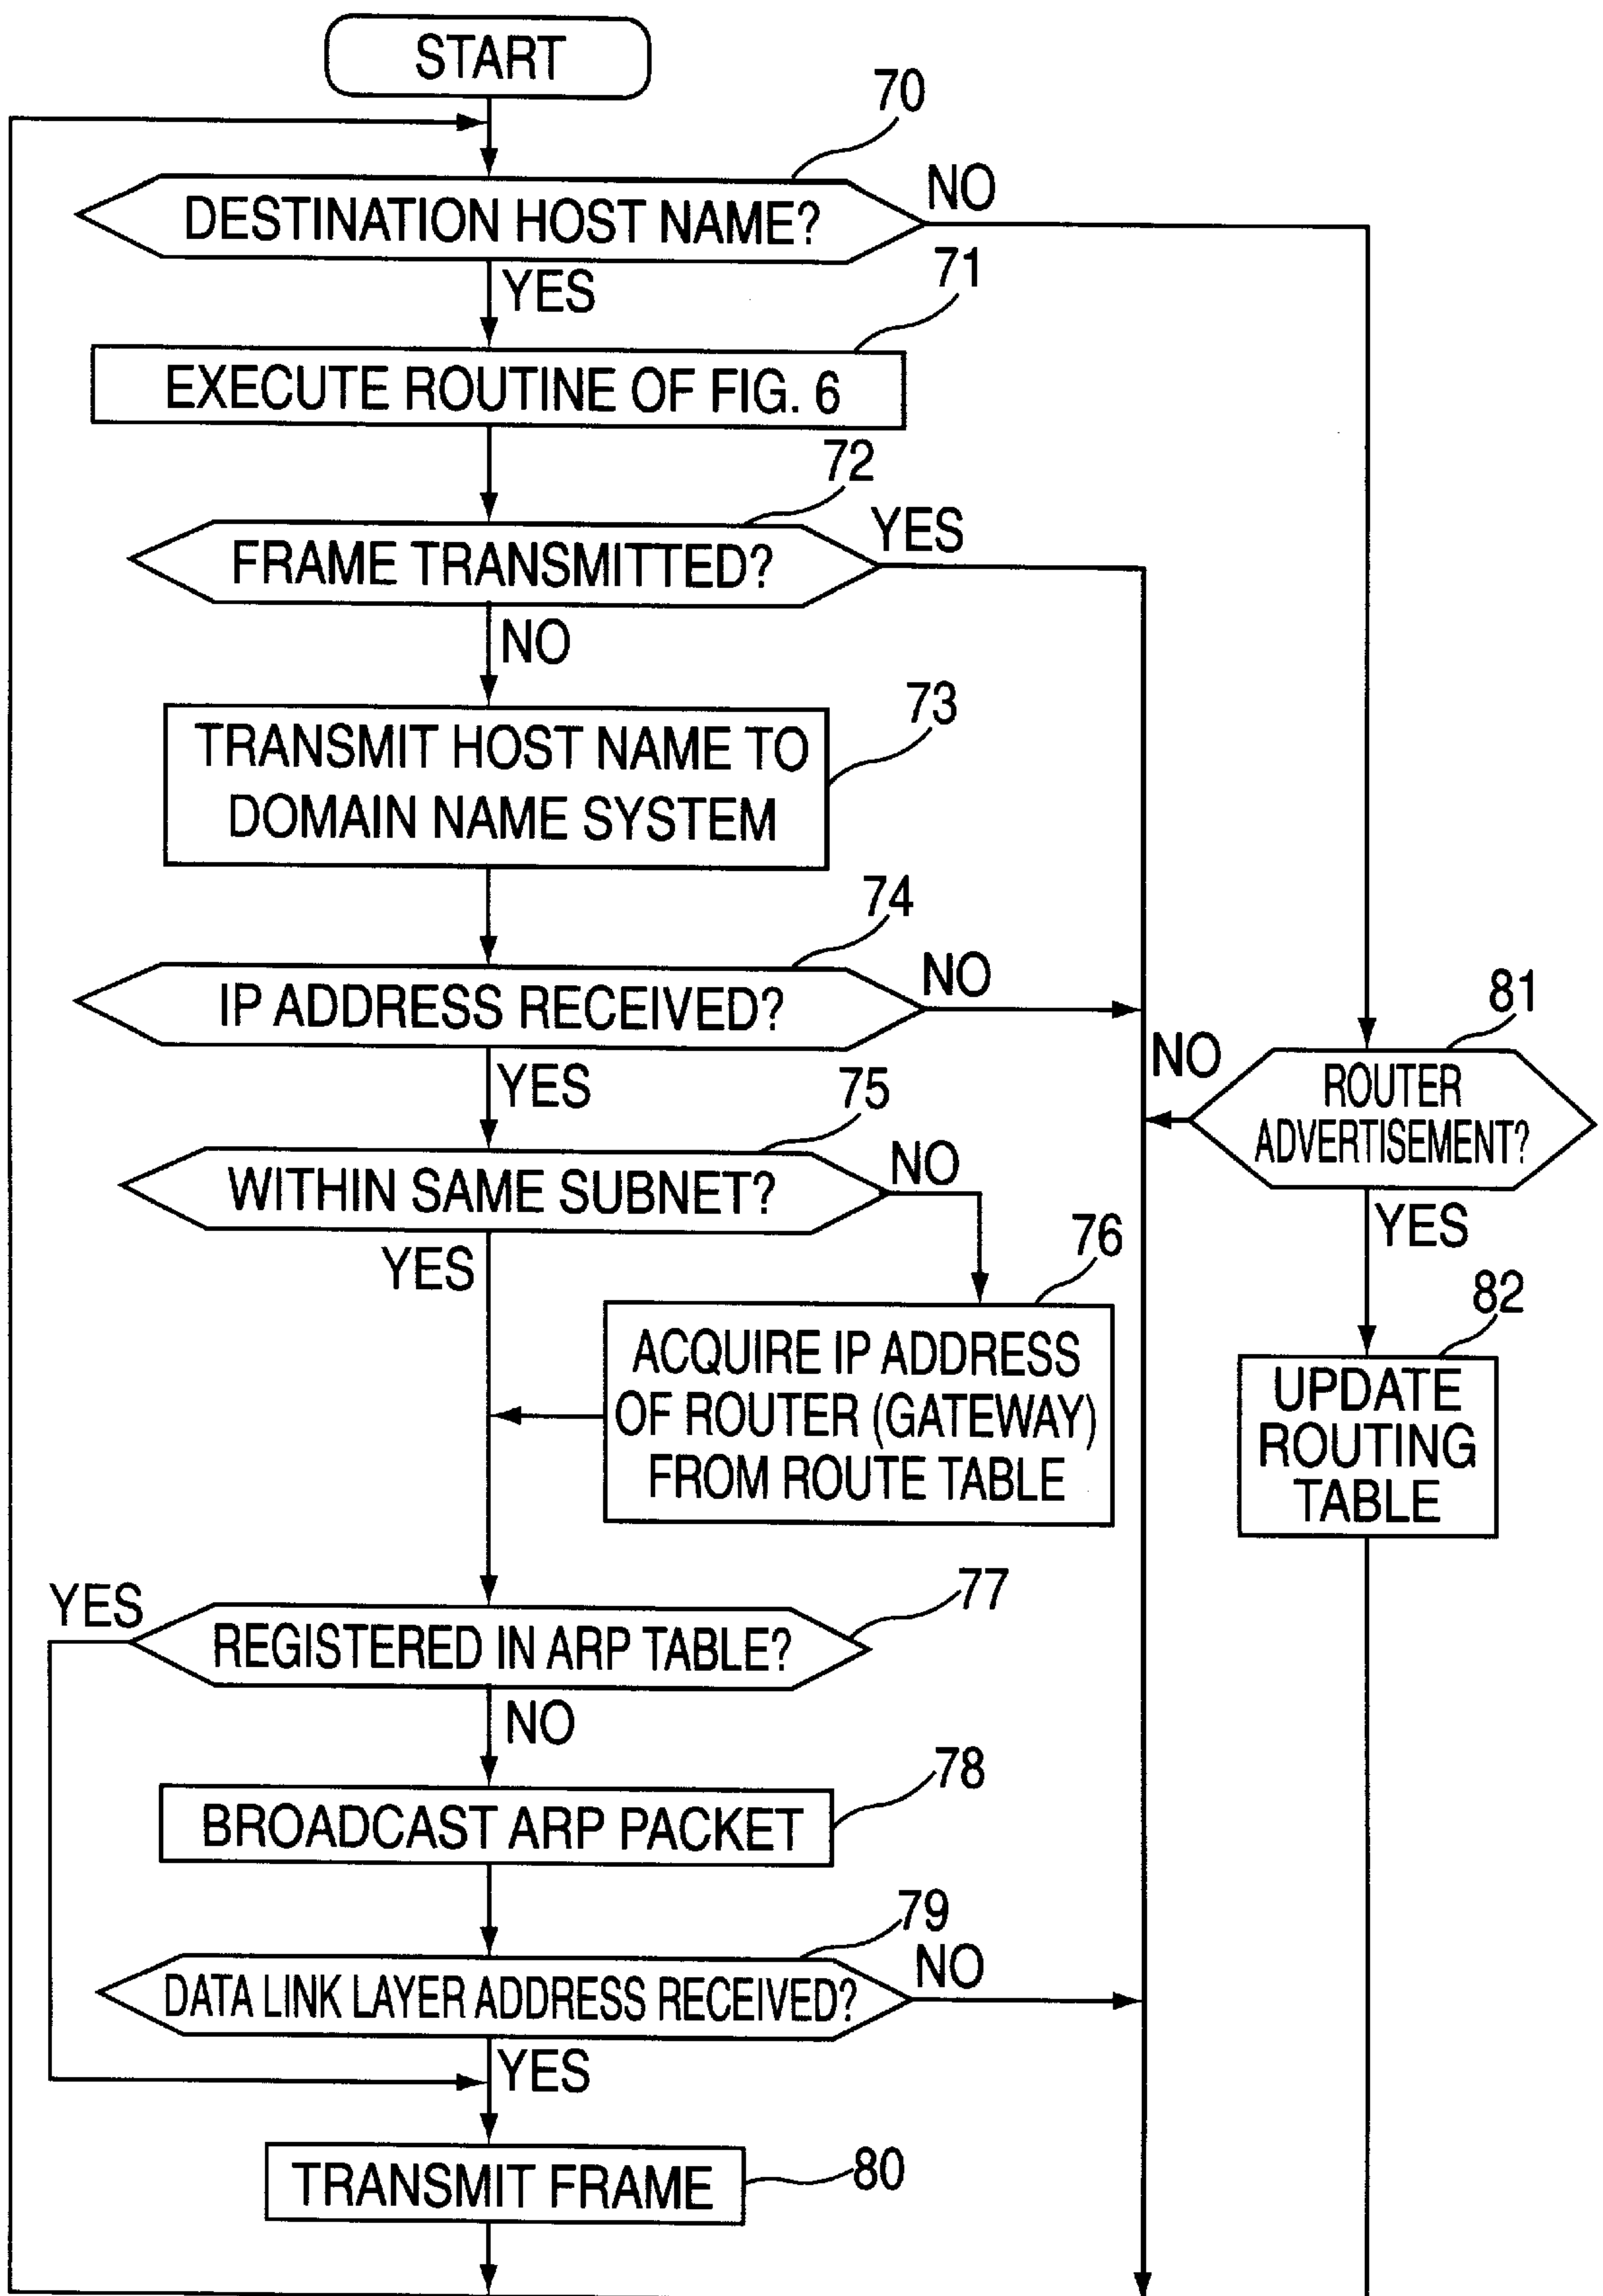 START
70
DESTINATION HOST NAME?
NO
YES
71
EXECUTE ROUTINE OF FIG. 6
72
FRAME TRANSMITTED?
YES
NO
73
TRANSMIT HOST NAME TO
DOMAIN NAME SYSTEM
74
IP ADDRESS RECEIVED?
NO
YES
81
NO
ROUTER
ADVERTISEMENT?
YES
82
UPDATE
ROUTING
TABLE
75
WITHIN SAME SUBNET?
NO
YES
76
ACQUIRE IP ADDRESS
OF ROUTER (GATEWAY)
FROM ROUTE TABLE
77
YES
REGISTERED IN ARP TABLE?
NO
78
BROADCAST ARP PACKET
79
DATA LINK LAYER ADDRESS RECEIVED?
NO
YES
TRANSMIT FRAME
80